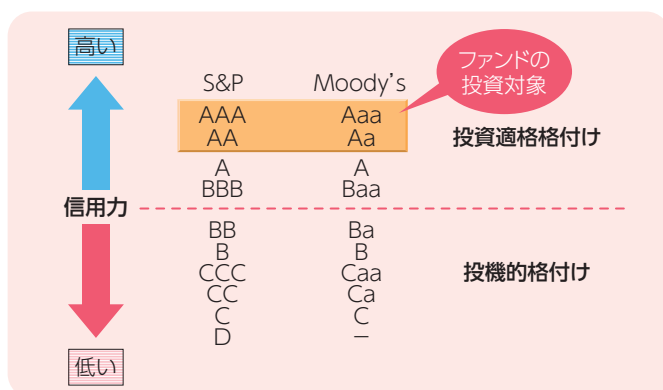 高い
ファンドの
投資対象
S&P Moody's
AAA Aaa
AA Aa
投資適格格付け
A A
BBB Baa
信用力
BB Ba
B B
CCC Caa
投機的格付け
CC Ca
C C
D –
低い